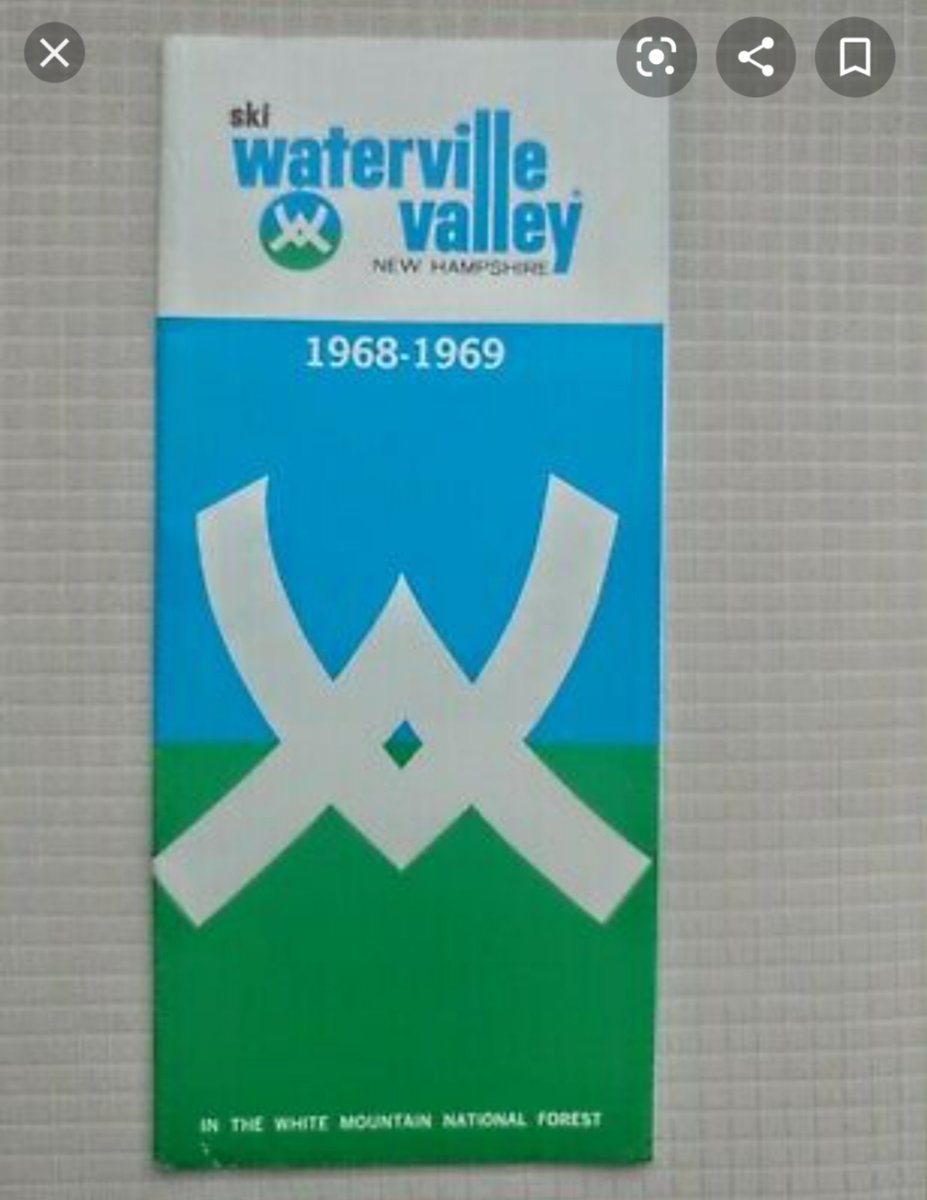 ski
waterville
valley
NEW HAMPSHIRE
1968-1969
IN THE WHITE MOUNTAIN NATIONAL FOREST